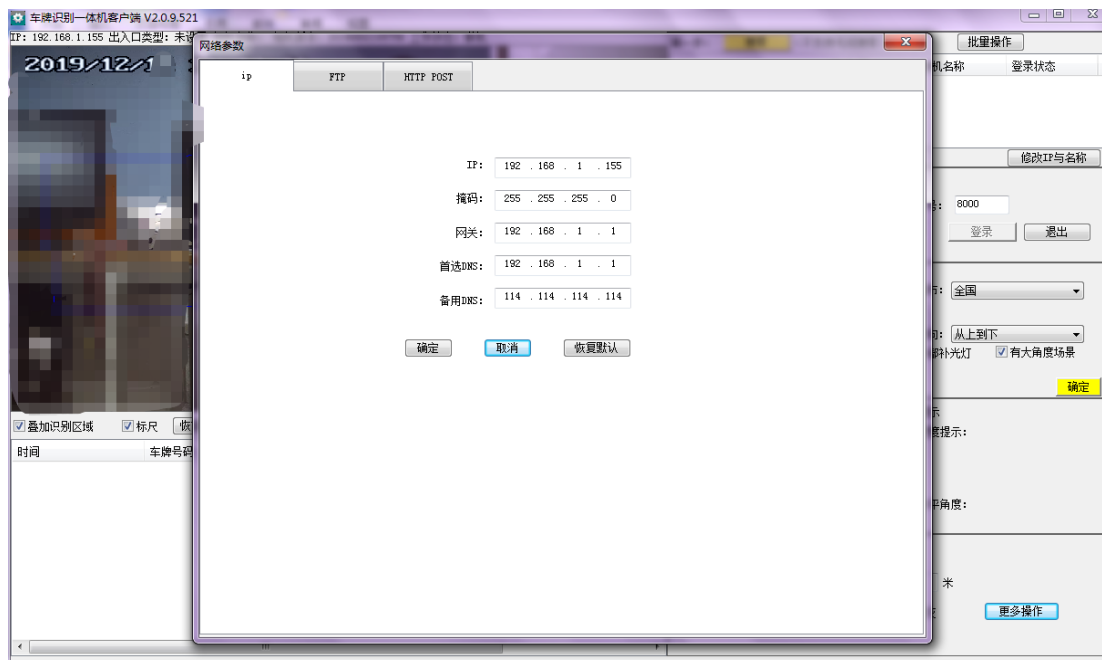 车牌识别一体机客户端 V2.0.9.521
IP: 192.168.1.155 出入口类型: 未设
网络参数
批量操作
2019/12/1
ip
FTP
HTTP POST
机名称
登录状态
IP: 192 . 168 . 1 . 155
修改IP与名称
掩码: 255 . 255 . 255 . 0
8000
网关: 192 . 168 . 1 . 1
登录
退出
首选DNS: 192 . 168 . 1 . 1
全国
备用DNS: 114 . 114 . 114 . 114
从上到下
确定
取消
恢复默认
部补光灯
有大角度场景
确定
叠加识别区域
标尺
恢
示
度提示:
时间
车牌号码
平角度:
米
更多操作